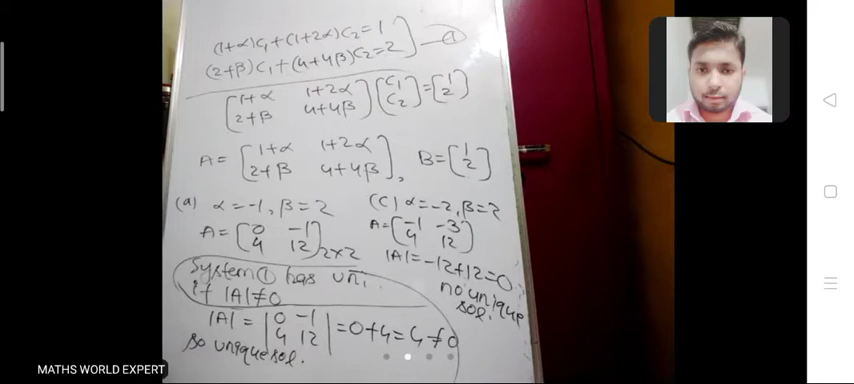 (1+α)C₁+(1+2α)C₂=1
(2+β)C₁+(4+4β)C₂=2 ] —①
[1+α 1+2α
2+β 4+4β] (C₁
C₂) = (1
2)
A= [1+α 1+2α
2+β 4+4β], B= [1
2]
(a) α=-1, β=2
A= [0 -1
4 12]2×2
System① has uni.
if |A|≠0
|A| = |0 -1
4 12| =0+4=4≠0
so unique sol.
(C) α=-2, β=2
A= [-1 -3
4 12]
|A|=-12+12=0
no unique
sol.
MATHS WORLD EXPERT